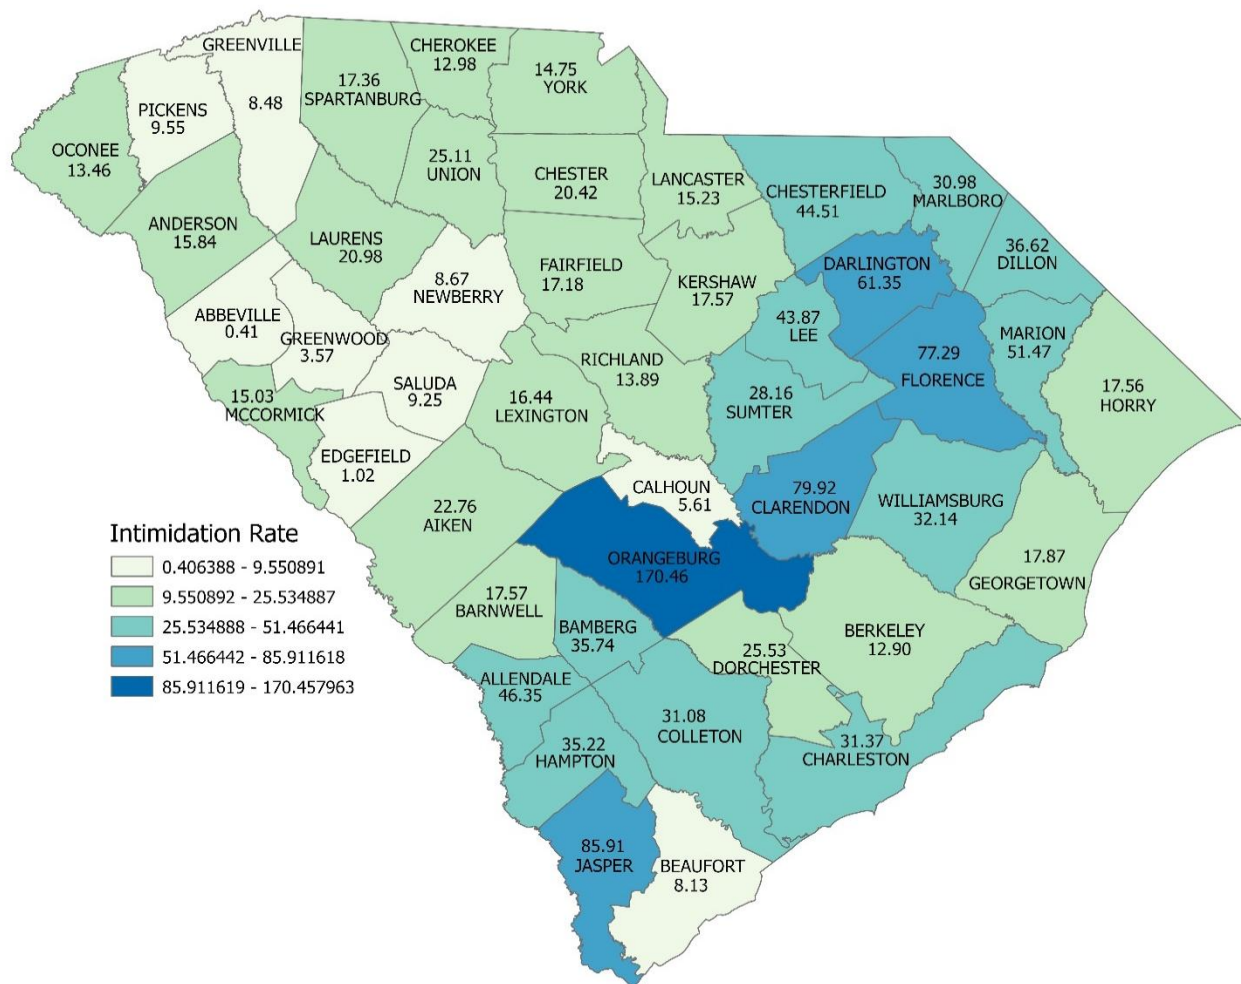 GREENVILLE
8.48
CHEROKEE
12.98
14.75
YORK
17.36
SPARTANBURG
PICKENS
9.55
OCONEE
13.46
25.11
UNION
CHESTER
20.42
LANCASTER
15.23
CHESTERFIELD
44.51
30.98
MARLBORO
ANDERSON
15.84
LAURENS
20.98
36.62
DILLON
8.67
NEWBERRY
FAIRFIELD
17.18
KERSHAW
17.57
DARLINGTON
61.35
ABBEVILLE
0.41
GREENWOOD
3.57
43.87
LEE
MARION
51.47
77.29
FLORENCE
RICHLAND
13.89
SALUDA
9.25
15.03
MCCORMICK
16.44
LEXINGTON
28.16
SUMTER
17.56
HORRY
EDGEFIELD
1.02
CALHOUN
5.61
79.92
CLARENDON
WILLIAMSBURG
32.14
22.76
AIKEN
ORANGEBURG
170.46
17.87
GEORGETOWN
17.57
BARNWELL
BAMBERG
35.74
BERKELEY
12.90
25.53
DORCHESTER
ALLENDALE
46.35
31.08
COLLETON
31.37
CHARLESTON
35.22
HAMPTON
85.91
JASPER
BEAUFORT
8.13
Intimidation Rate
0.406388 - 9.550891
9.550892 - 25.534887
25.534888 - 51.466441
51.466442 - 85.911618
85.911619 - 170.457963